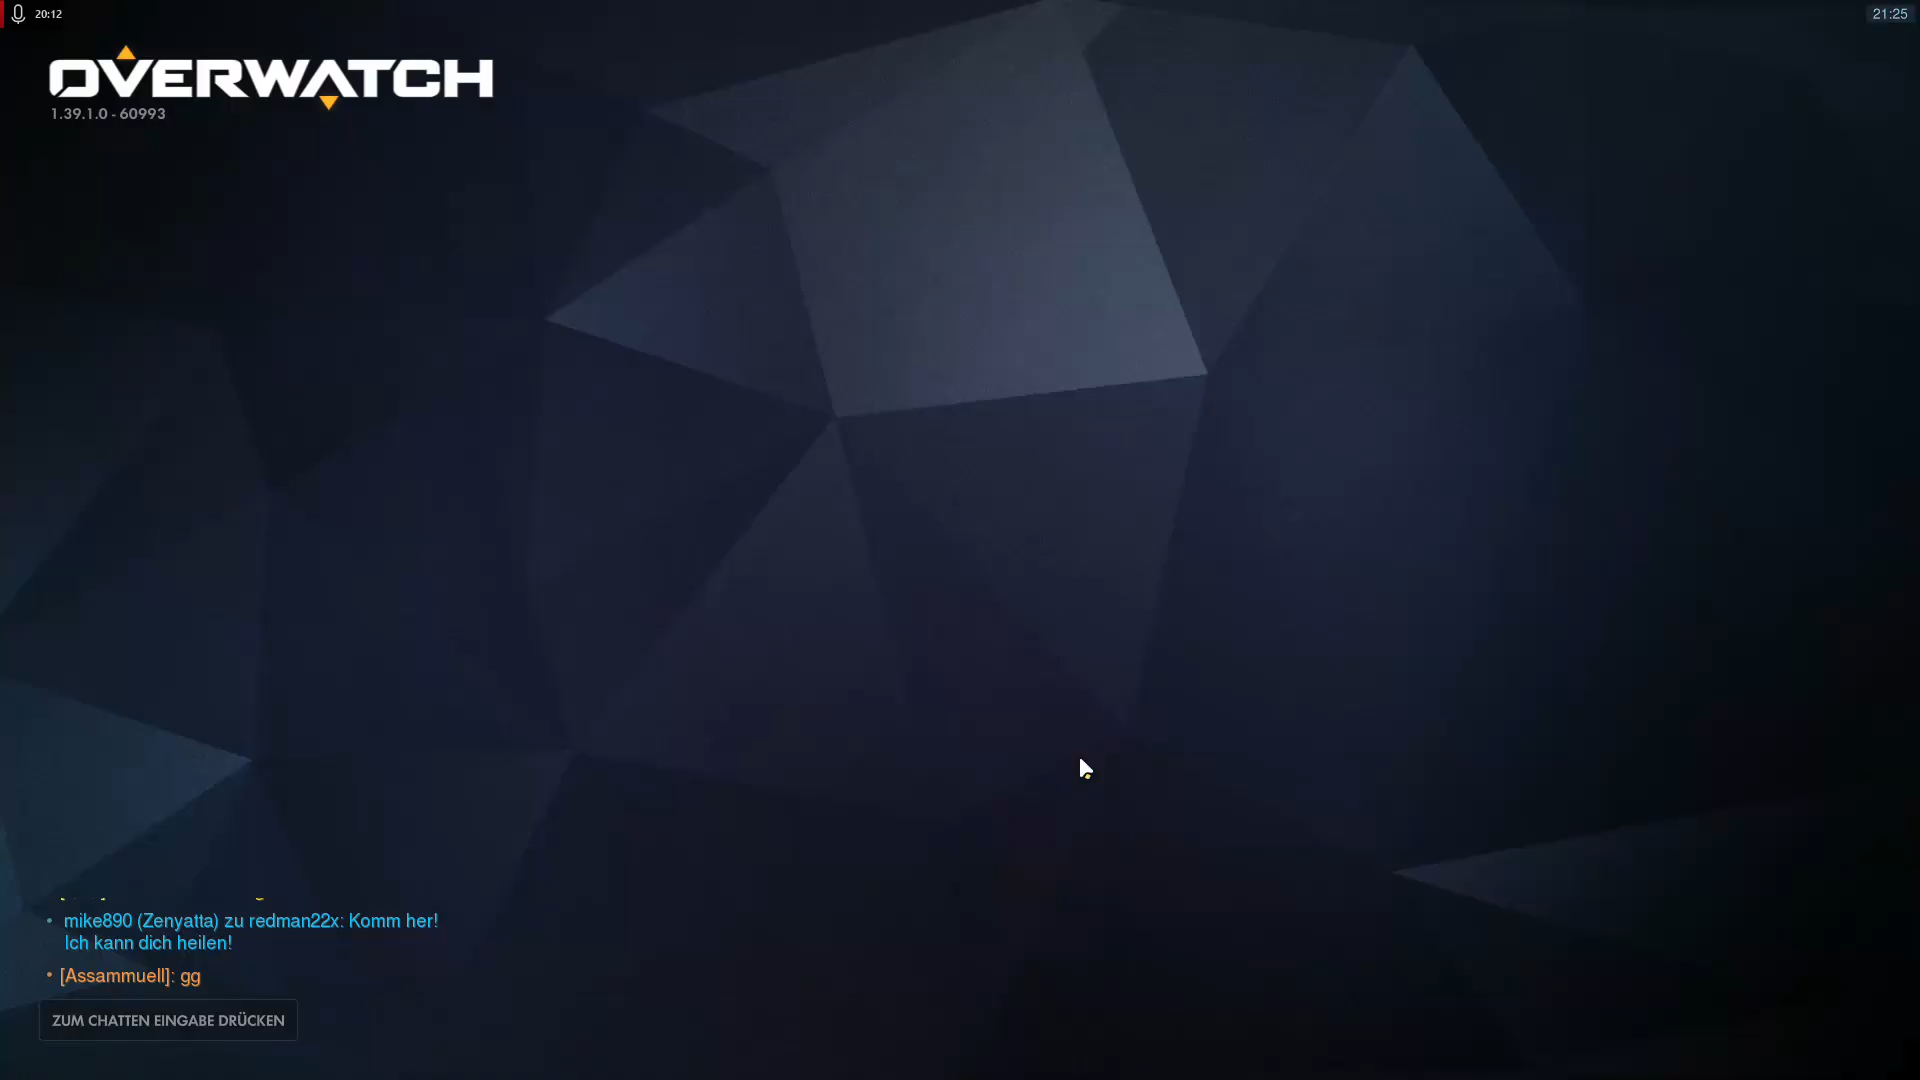 20:12
21:25
OVERWATCH
1.39.1.0 - 60993
• mike890 (Zenyatta) zu redman22x: Komm her!
Ich kann dich heilen!
• [Assammuell]: gg
ZUM CHATTEN EINGABE DRÜCKEN